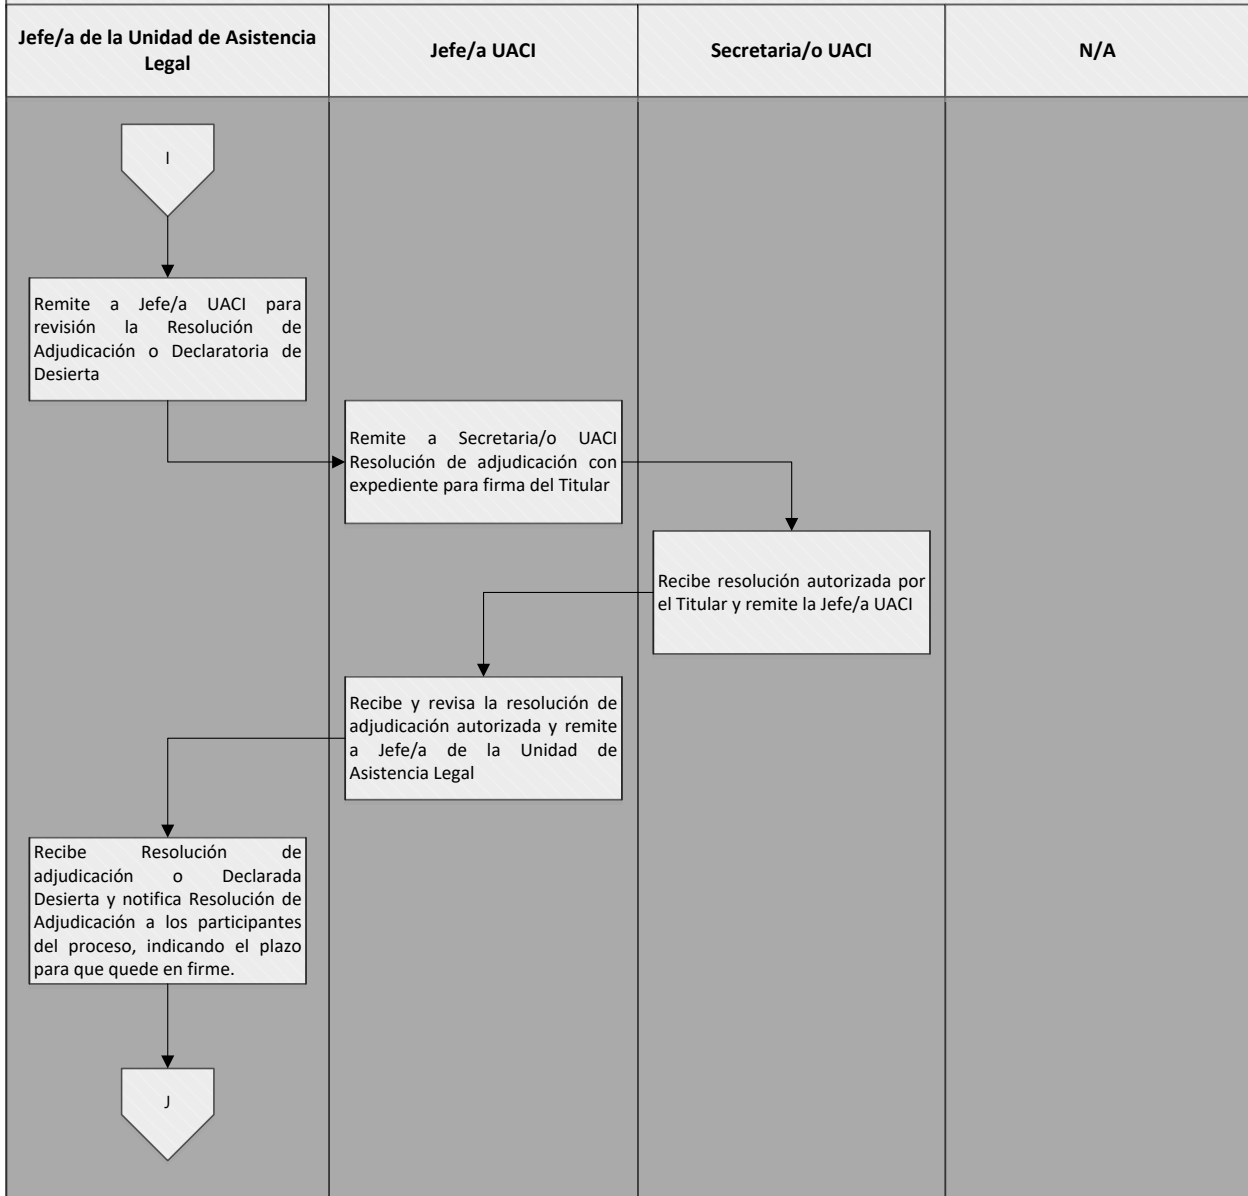 Jefe/a de la Unidad de Asistencia
Legal
Jefe/a UACI
Secretaria/o UACI
N/A
I
Remite a Jefe/a UACI para
revisión la Resolución de
Adjudicación o Declaratoria de
Desierta
Remite a Secretaria/o UACI
Resolución de adjudicación con
expediente para firma del Titular
Recibe resolución autorizada por
el Titular y remite la Jefe/a UACI
Recibe y revisa la resolución de
adjudicación autorizada y remite
a Jefe/a de la Unidad de
Asistencia Legal
Recibe Resolución de
adjudicación o Declarada
Desierta y notifica Resolución de
Adjudicación a los participantes
del proceso, indicando el plazo
para que quede en firme.
J